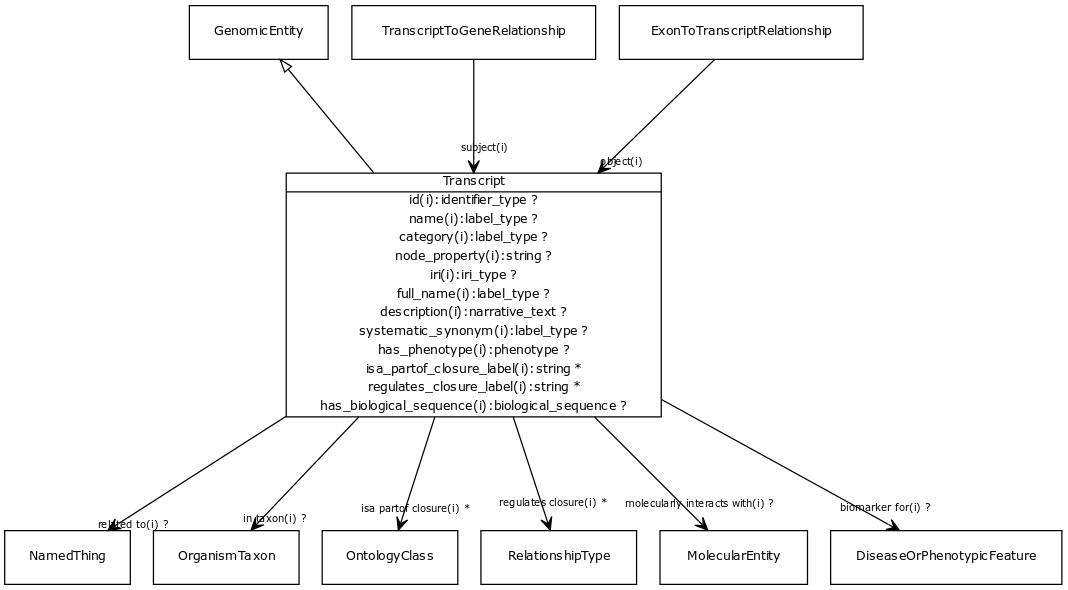 GenomicEntity
TranscriptToGeneRelationship
ExonToTranscriptRelationship
subject(i)
object(i)
Transcript
id(i):identifier_type ?
name(i):label_type ?
category(i):label_type ?
node_property(i):string ?
iri(i):iri_type ?
full_name(i):label_type ?
description(i):narrative_text ?
systematic_synonym(i):label_type ?
has_phenotype(i):phenotype ?
isa_partof_closure_label(i):string *
regulates_closure_label(i):string *
has_biological_sequence(i):biological_sequence ?
related to(i) ?
in taxon(i) ?
isa partof closure(i) *
regulates closure(i) *
molecularly interacts with(i) ?
biomarker for(i) ?
NamedThing
OrganismTaxon
OntologyClass
RelationshipType
MolecularEntity
DiseaseOrPhenotypicFeature